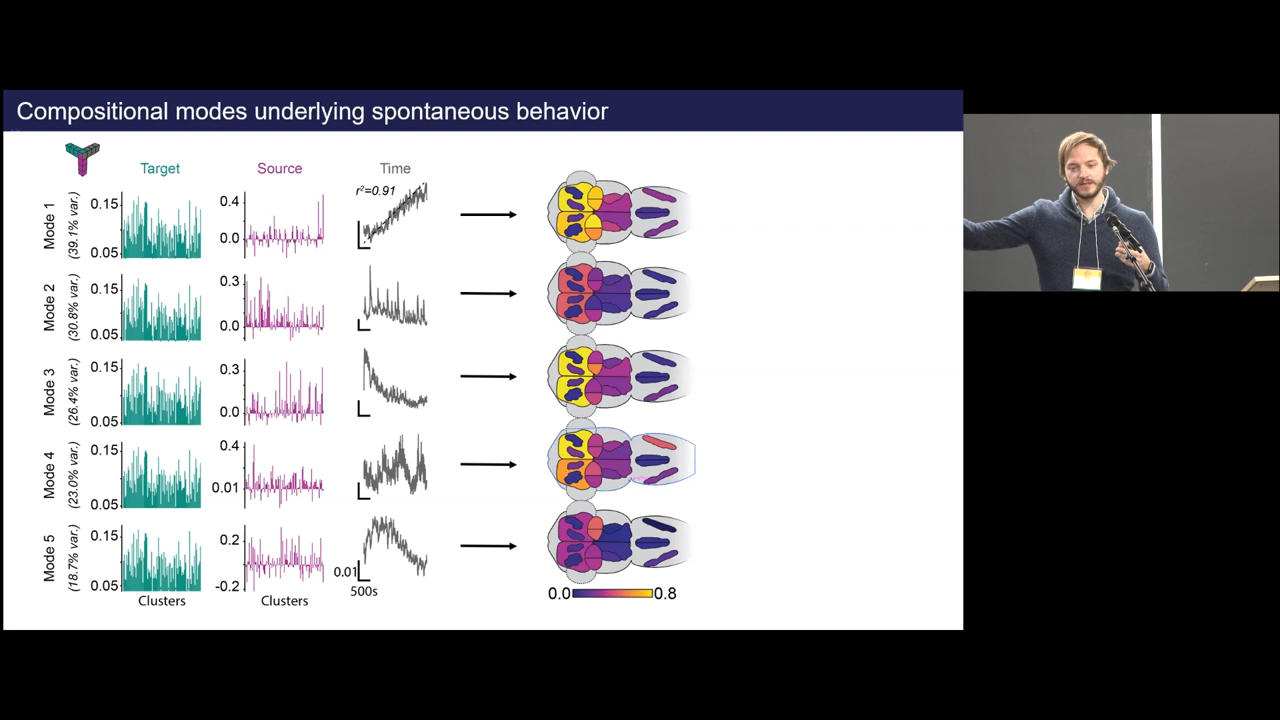 Compositional modes underlying spontaneous behavior
Target
Source
Time
Mode 1
(39.1% var.)
0.15
0.05
0.4
0.0
r²=0.91
Mode 2
(30.8% var.)
0.15
0.05
0.3
0.0
Mode 3
(26.4% var.)
0.15
0.05
0.3
0.0
Mode 4
(23.0% var.)
0.15
0.05
0.4
0.01
Mode 5
(18.7% var.)
0.15
0.05
0.2
-0.2
0.01
500s
Clusters
Clusters
0.0
0.8